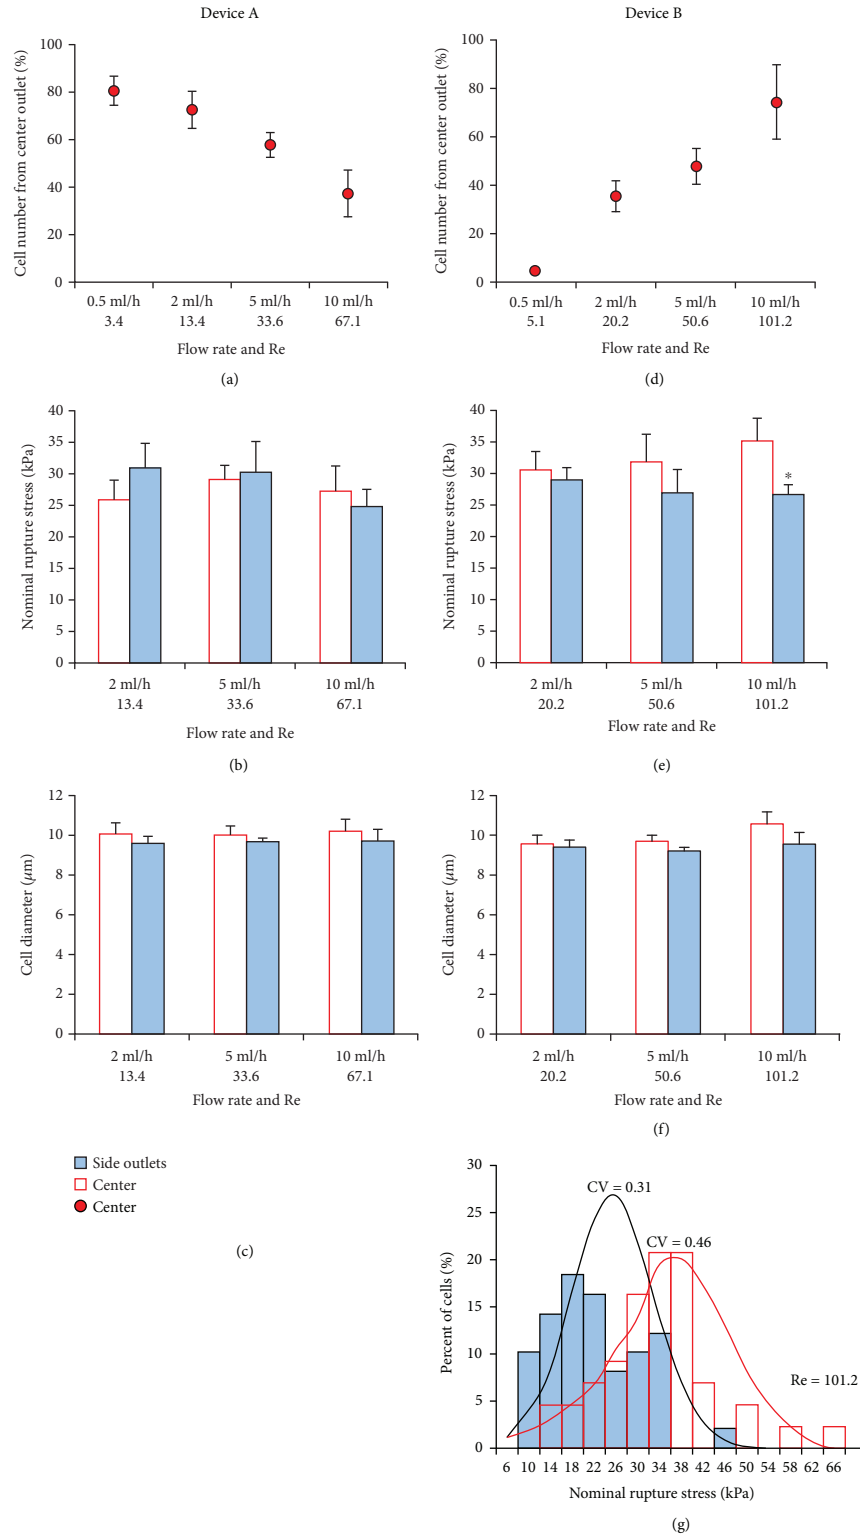 Device A
Cell number from center outlet (%)
100
80
60
40
20
0
0.5 ml/h 2 ml/h 5 ml/h 10 ml/h
3.4 13.4 33.6 67.1
Flow rate and Re
(a)
Device B
Cell number from center outlet (%)
100
80
60
40
20
0
0.5 ml/h 2 ml/h 5 ml/h 10 ml/h
5.1 20.2 50.6 101.2
Flow rate and Re
(d)
Nominal rupture stress (kPa)
40
35
30
25
20
15
10
5
0
2 ml/h 5 ml/h 10 ml/h
13.4 33.6 67.1
Flow rate and Re
(b)
Nominal rupture stress (kPa)
40
35
30
25
20
15
10
5
0
*
2 ml/h 5 ml/h 10 ml/h
20.2 50.6 101.2
Flow rate and Re
(e)
Cell diameter (μm)
12
10
8
6
4
2
0
2 ml/h 5 ml/h 10 ml/h
13.4 33.6 67.1
Flow rate and Re
Side outlets
Center
Center
(c)
Cell diameter (μm)
12
10
8
6
4
2
0
2 ml/h 5 ml/h 10 ml/h
20.2 50.6 101.2
Flow rate and Re
(f)
Percent of cells (%)
30
25
20
15
10
5
0
CV = 0.31
CV = 0.46
Re = 101.2
6 10 14 18 22 26 30 34 38 42 46 50 54 58 62 66
Nominal rupture stress (kPa)
(g)